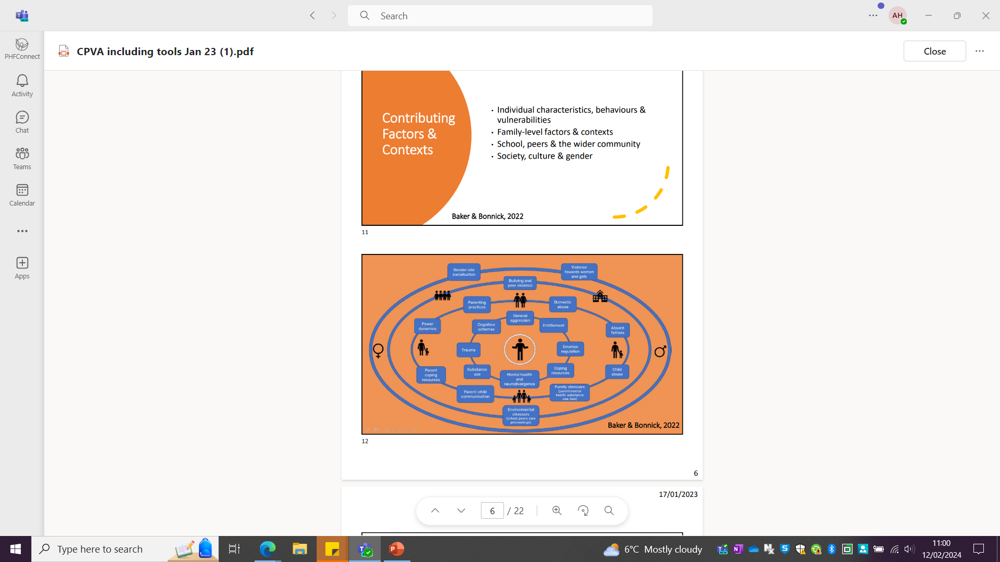 NEW
Search
AH
PHFConnect
CPVA including tools Jan 23 (1).pdf
Close
Activity
Chat
Teams
Calendar
Apps
Contributing
Factors &
Contexts
• Individual characteristics, behaviours &
vulnerabilities
• Family-level factors & contexts
• School, peers & the wider community
• Society, culture & gender
Baker & Bonnick, 2022
11
Gender role
socialisation
Violence
towards women
and girls
Bullying and
peer violence
Parenting
practices
Domestic
abuse
General
aggression
Power
dynamics
Cognitive
schemas
Entitlement
Absent
fathers
Trauma
Emotion
regulation
Parent
coping
resources
Substance
use
Mental health
and
neurodivergence
Coping
resources
Child
abuse
Parent-child
communication
Family stressors
(parent mental
health, substance
use, loss)
Environmental
stressors
(school, peers, care
proceedings)
Baker & Bonnick, 2022
12
6
17/01/2023
6 / 22
Type here to search
6°C Mostly cloudy
11:00
12/02/2024